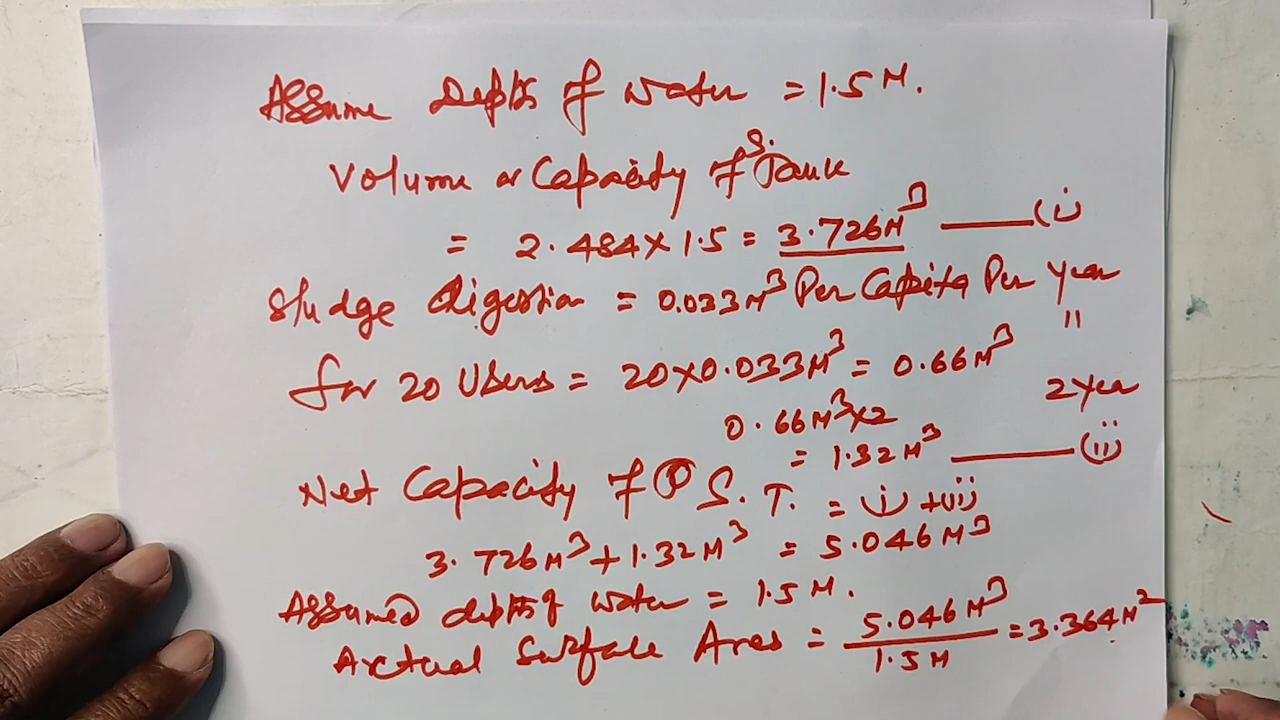 Assume Depth of water = 1.5 M.
Volume or Capacity of S. Tank
= 2.484 X 1.5 = 3.726 M³ —— (i)
Sludge digestion = 0.033 M³ Per Capita Per year
for 20 Users = 20 X 0.033 M³ = 0.66 M³ "
2 Year
0.66 M³ X 2
= 1.32 M³ —— (ii)
Net Capacity of S. T. = i) + ii)
3.726 M³ + 1.32 M³ = 5.046 M³
Assumed depth of water = 1.5 M.
Actual Surface Area = 5.046 M³ / 1.5 M = 3.364 M²